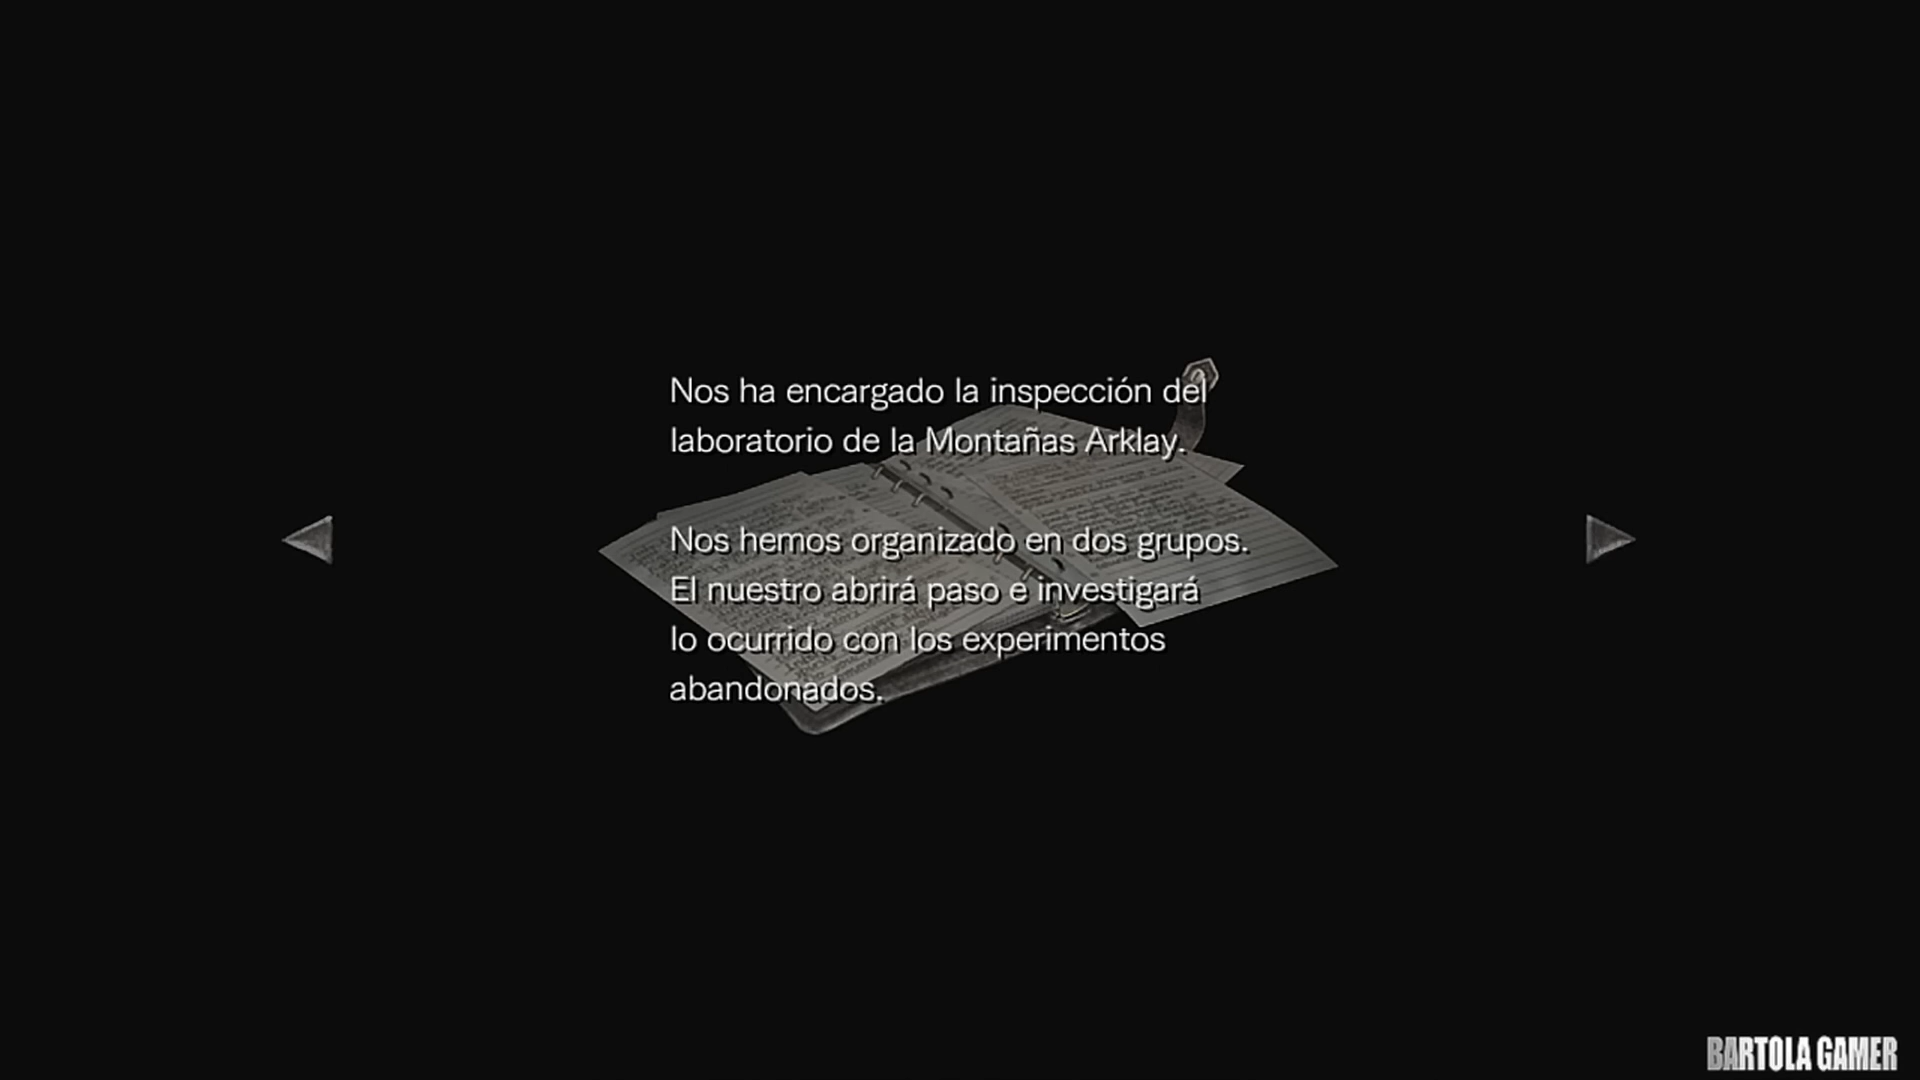 Nos ha encargado la inspección del
laboratorio de la Montañas Arklay.
Nos hemos organizado en dos grupos.
El nuestro abrirá paso e investigará
lo ocurrido con los experimentos
abandonados.
BARTOLA GAMER